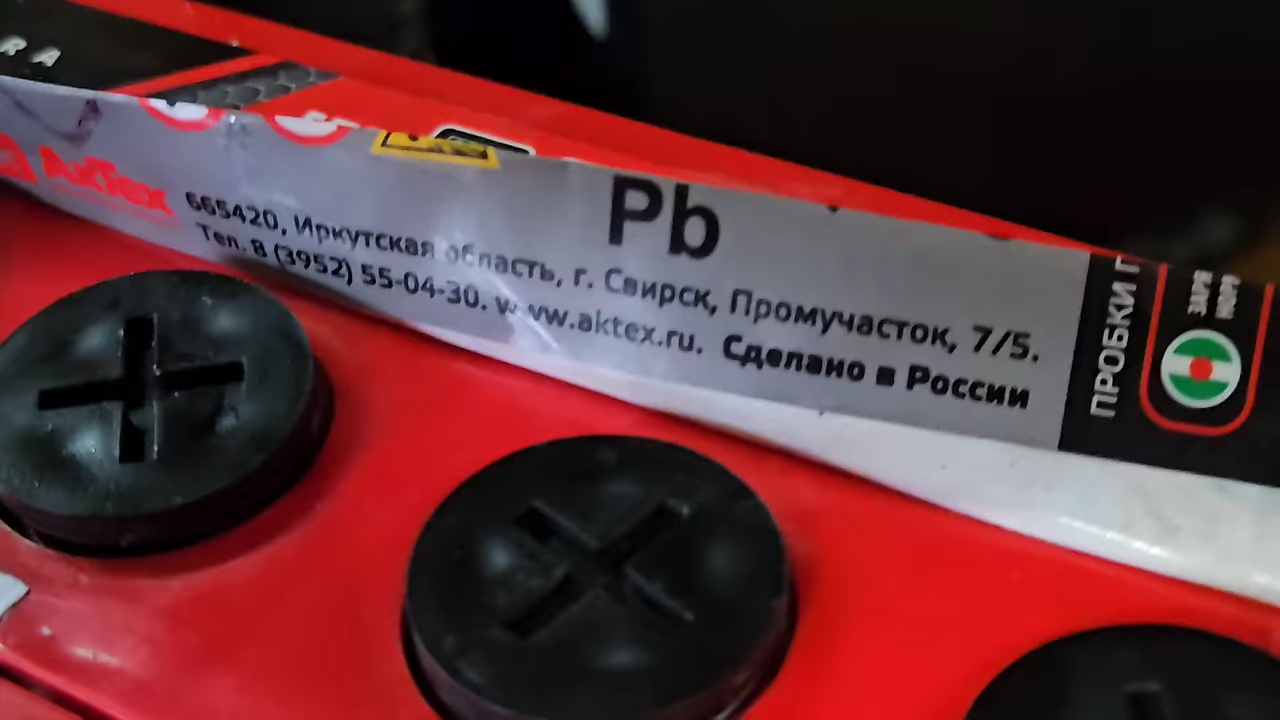 АкТех
Pb
665420, Иркутская область, г. Свирск, Промучасток, 7/5.
Тел. 8 (3952) 55-04-30. www.aktex.ru. Сделано в России
ПРОБКИ